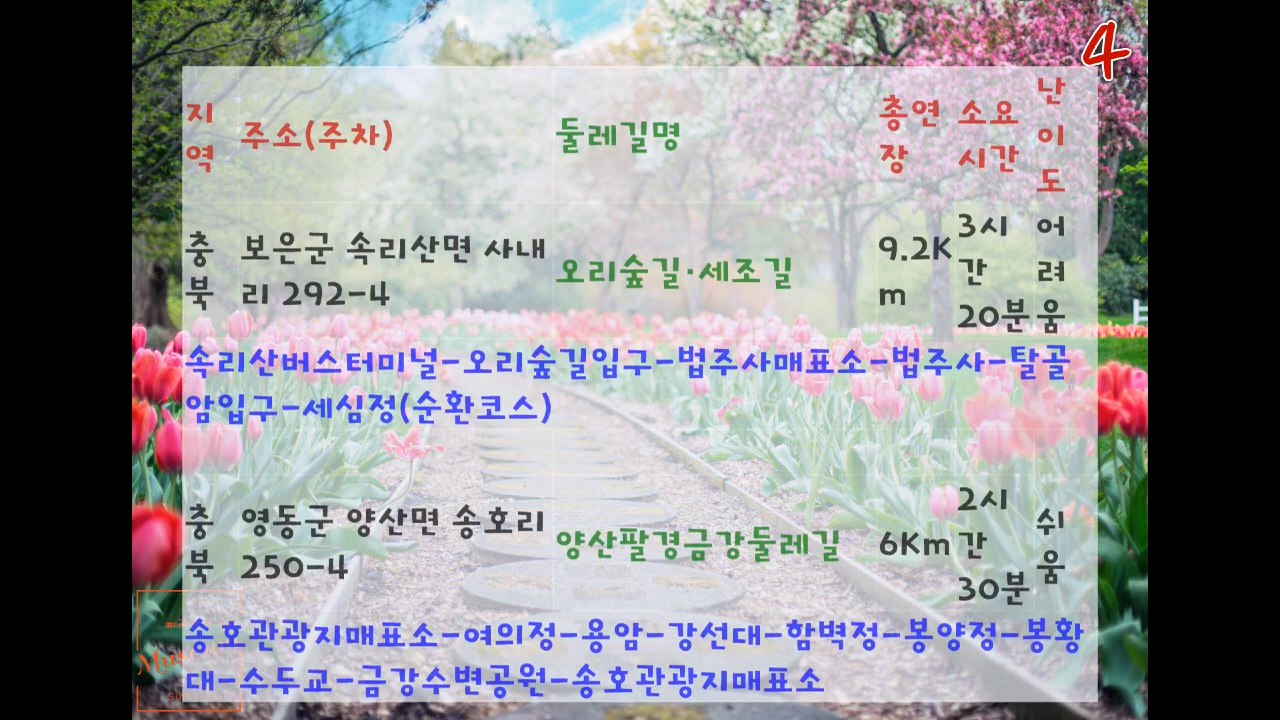 4
지역 주소(주차) 둘레길명 총연장 소요시간 난이도
충북 보은군 속리산면 사내리 292-4 오리숲길·세조길 9.2Km 3시간 20분 어려움
속리산버스터미널-오리숲길입구-법주사매표소-법주사-탈골
암입구-세심정(순환코스)
충북 영동군 양산면 송호리 250-4 양산팔경금강둘레길 6Km 2시간 30분 쉬움
송호관광지매표소-여의정-용암-강선대-함벽정-봉양정-봉황
대-수두교-금강수변공원-송호관광지매표소